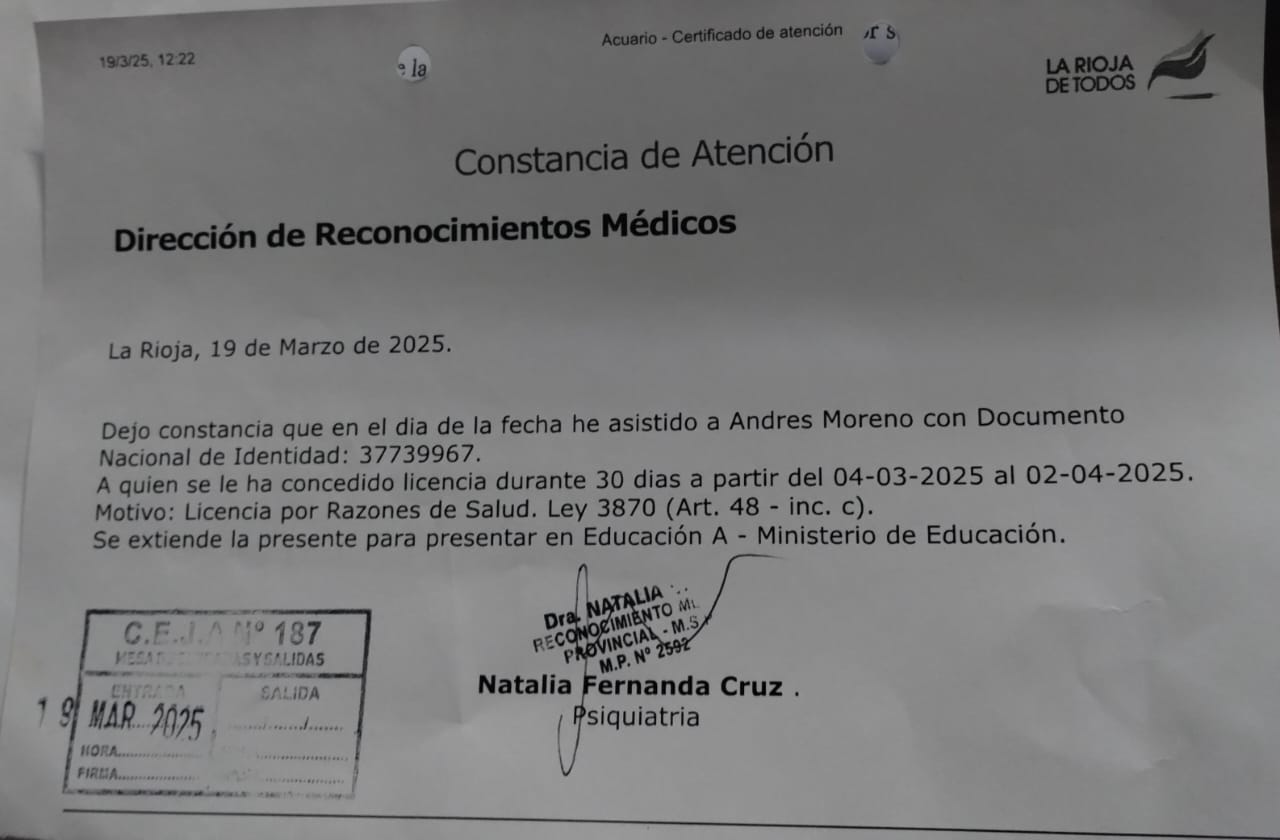 19/3/25, 12:22
Acuario - Certificado de atención
la
LA RIOJA
DE TODOS
Constancia de Atención
Dirección de Reconocimientos Médicos
La Rioja, 19 de Marzo de 2025.
Dejo constancia que en el dia de la fecha he asistido a Andres Moreno con Documento
Nacional de Identidad: 37739967.
A quien se le ha concedido licencia durante 30 dias a partir del 04-03-2025 al 02-04-2025.
Motivo: Licencia por Razones de Salud. Ley 3870 (Art. 48 - inc. c).
Se extiende la presente para presentar en Educación A - Ministerio de Educación.
Dra. NATALIA
RECONOCIMIENTO
PROVINCIAL - M.S.
M.P. Nº 2592
Natalia Fernanda Cruz .
Psiquiatria
C.E.J.A Nº 187
MESA Y SALIDAS
ENTRADA SALIDA
19 MAR 2025
HORA
FIRMA